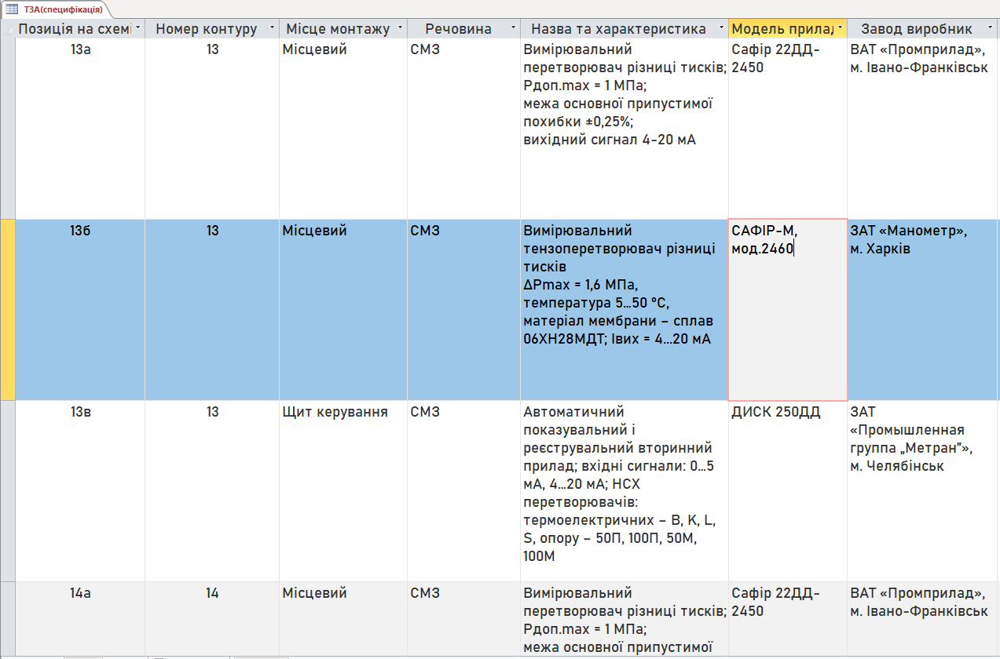 ТЗА(специфікація)
Позиція на схемі Номер контуру Місце монтажу Речовина Назва та характеристика Модель прилад Завод виробник
13а 13 Місцевий СМЗ Вимірювальний Сафір 22ДД- ВАТ «Промприлад»,
перетворювач різниці тисків; 2450 м. Івано-Франківськ
Рдоп.max = 1 МПа;
межа основної припустимої
похибки ±0,25%;
вихідний сигнал 4-20 мА
13б 13 Місцевий СМЗ Вимірювальний САФІР-М, ЗАТ «Манометр»,
тензоперетворювач різниці мод.2460 м. Харків
тисків
ΔPmax = 1,6 МПа,
температура 5…50 °С,
матеріал мембрани – сплав
06ХН28МДТ; Івих = 4…20 мА
13в 13 Щит керування СМЗ Автоматичний ДИСК 250ДД ЗАТ
показувальний і «Промышленная
реєструвальний вторинний группа „Метран”»,
прилад; вхідні сигнали: 0…5 м. Челябінськ
мА, 4…20 мА; НСХ
перетворювачів:
термоелектричних – B, K, L,
S, опору – 50П, 100П, 50М,
100М
14а 14 Місцевий СМЗ Вимірювальний Сафір 22ДД- ВАТ «Промприлад»,
перетворювач різниці тисків; 2450 м. Івано-Франківськ
Рдоп.max = 1 МПа;
межа основної припустимої